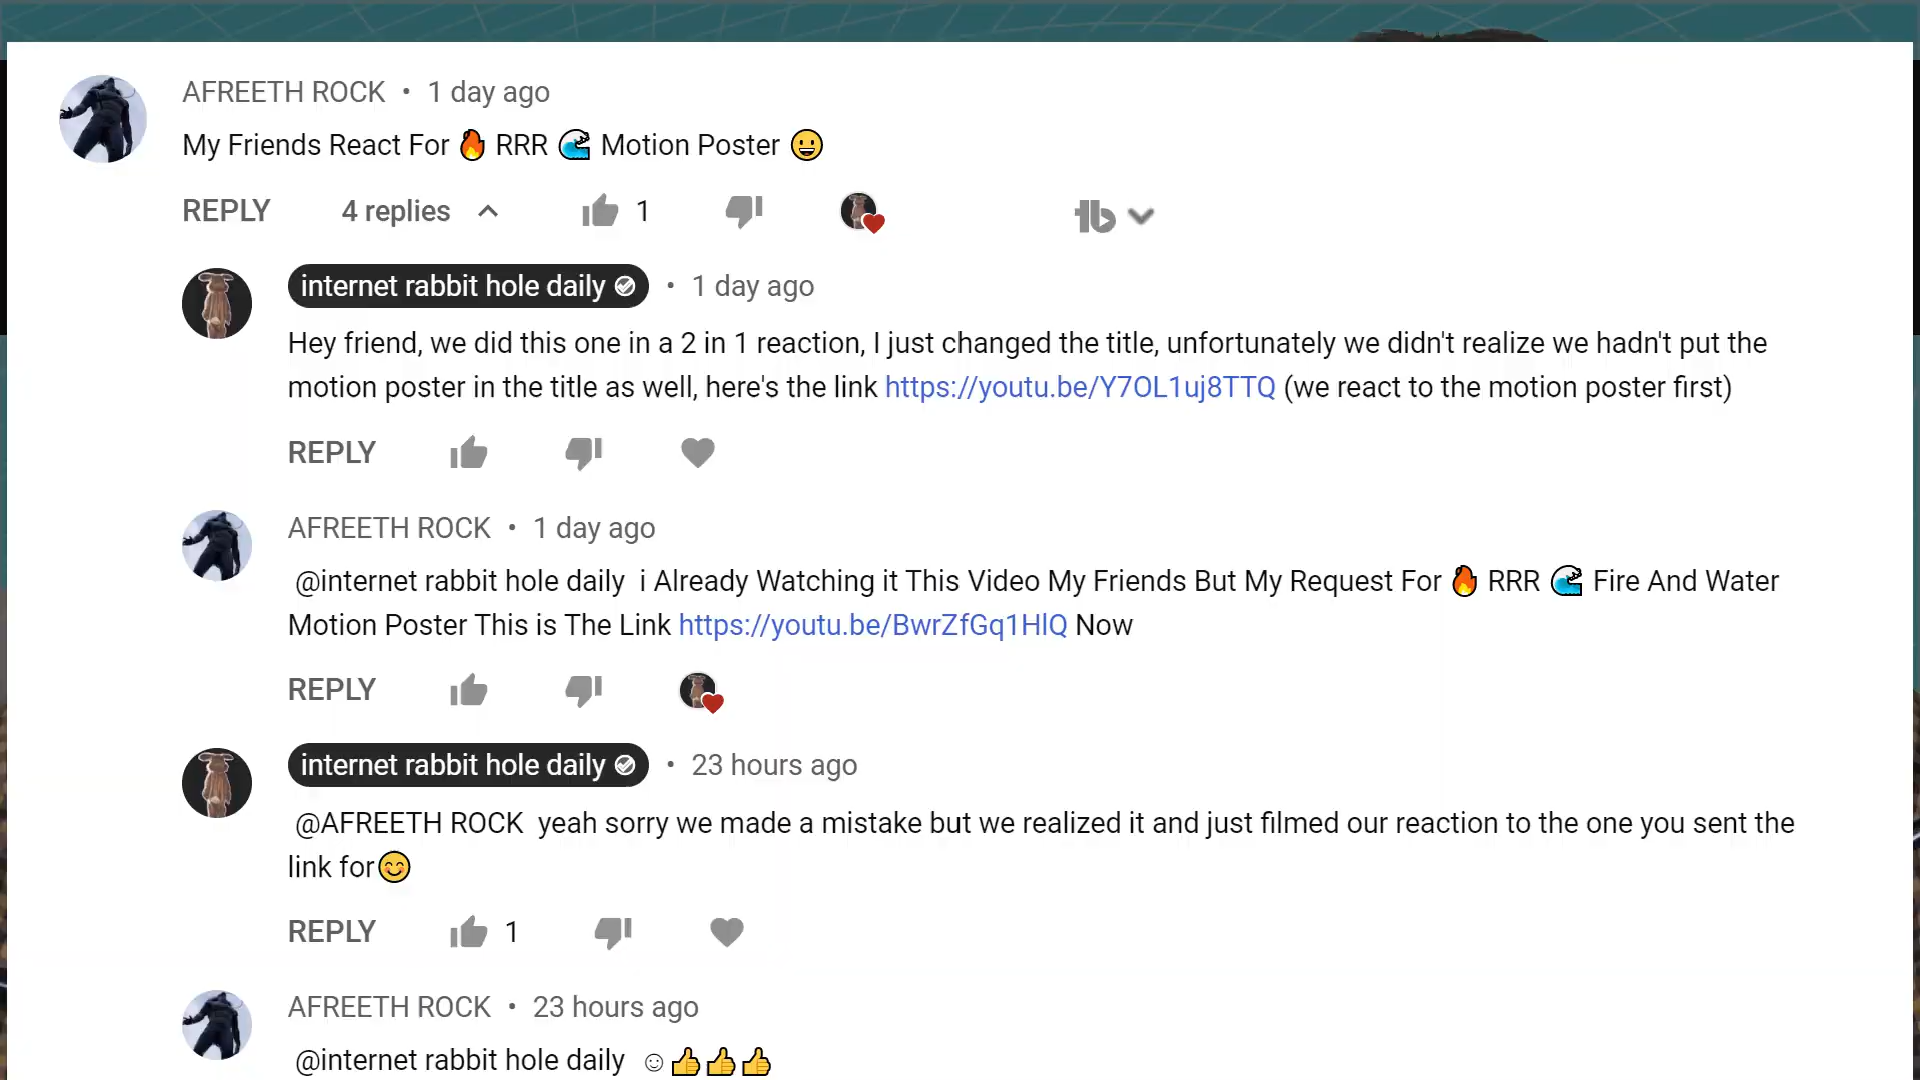 AFREETH ROCK • 1 day ago
My Friends React For 🔥 RRR 🌊 Motion Poster 😀
REPLY 4 replies 1
internet rabbit hole daily • 1 day ago
Hey friend, we did this one in a 2 in 1 reaction, I just changed the title, unfortunately we didn't realize we hadn't put the
motion poster in the title as well, here's the link https://youtu.be/Y7OL1uj8TTQ (we react to the motion poster first)
REPLY
AFREETH ROCK • 1 day ago
@internet rabbit hole daily i Already Watching it This Video My Friends But My Request For 🔥 RRR 🌊 Fire And Water
Motion Poster This is The Link https://youtu.be/BwrZfGq1HlQ Now
REPLY
internet rabbit hole daily • 23 hours ago
@AFREETH ROCK yeah sorry we made a mistake but we realized it and just filmed our reaction to the one you sent the
link for😊
REPLY 1
AFREETH ROCK • 23 hours ago
@internet rabbit hole daily ☺👍👍👍